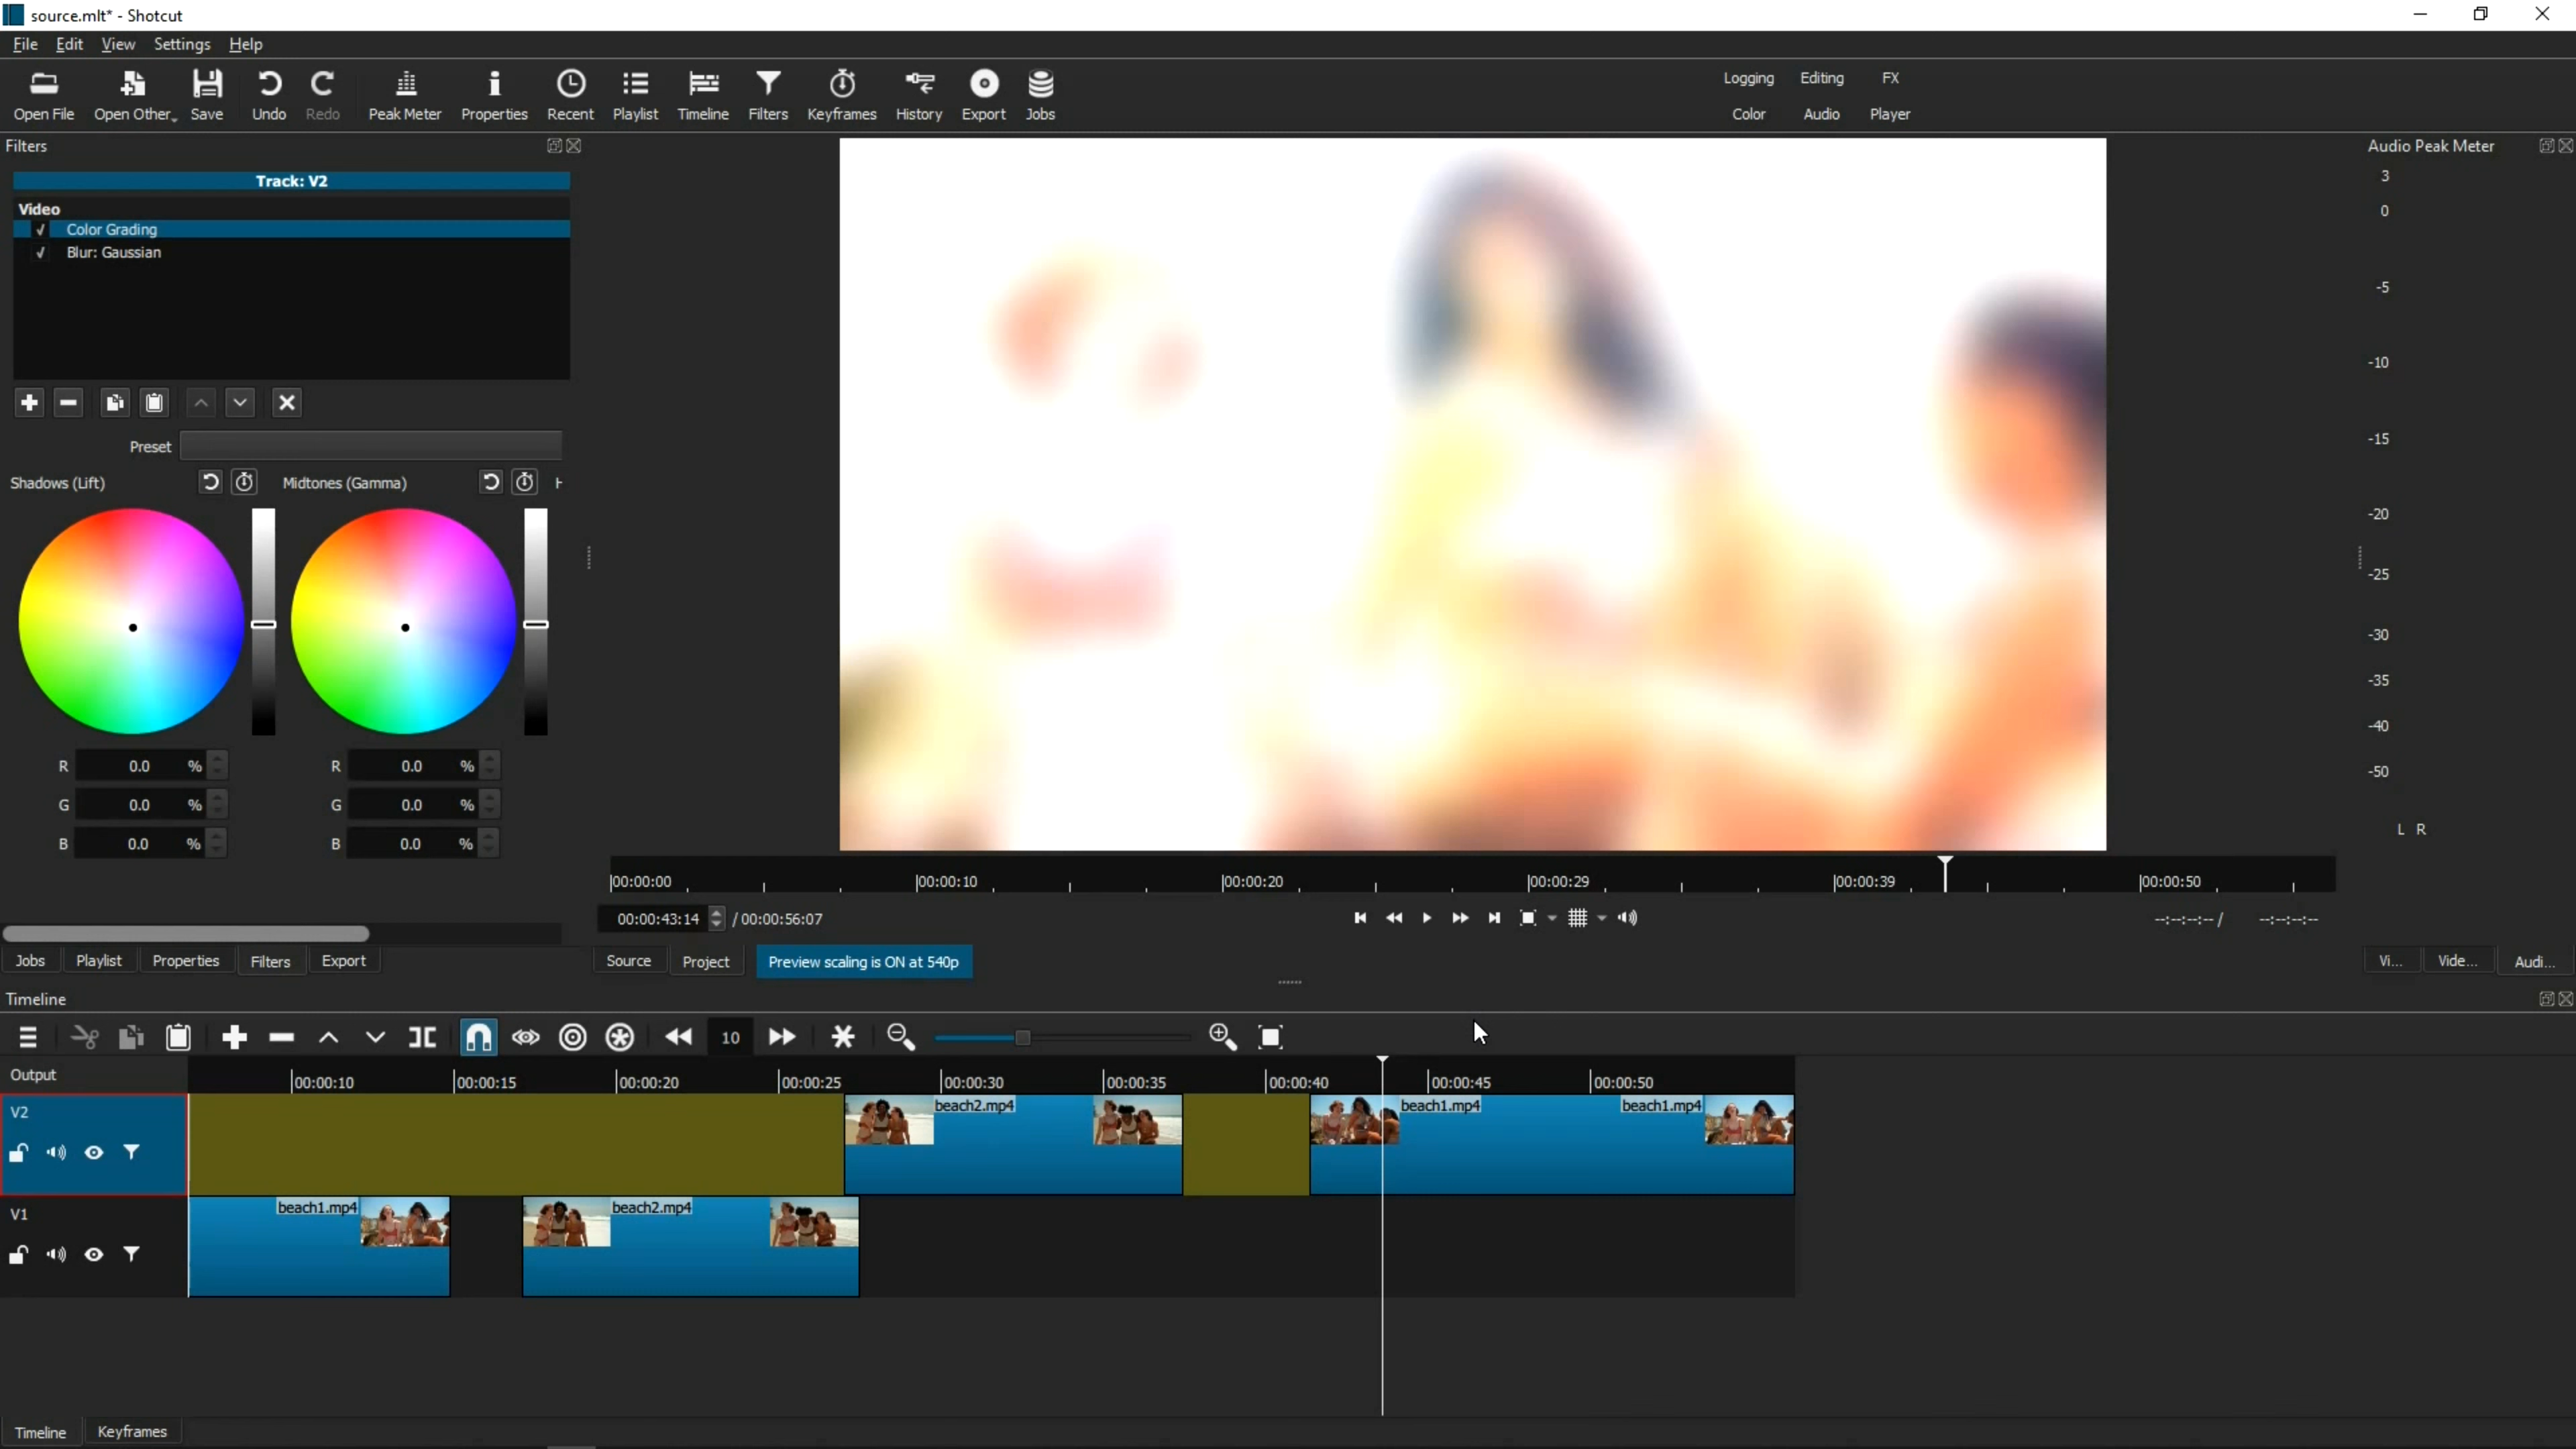 source.mlt* - Shotcut
File Edit View Settings Help
Open File Open Other Save Undo Redo Peak Meter Properties Recent Playlist Timeline Filters Keyframes History Export Jobs
Logging Editing FX
Color Audio Player
Filters
Audio Peak Meter
Track: V2
Video
Color Grading
Blur: Gaussian
Preset
Shadows (Lift) Midtones (Gamma) H
R 0.0 % R 0.0 %
G 0.0 % G 0.0 %
B 0.0 % B 0.0 %
3
0
-5
-10
-15
-20
-25
-30
-35
-40
-50
L R
00:00:00 00:00:10 00:00:20 00:00:29 00:00:39 00:00:50
00:00:43:14 / 00:00:56:07 --:--:--:-- / --:--:--:--
Jobs Playlist Properties Filters Export Source Project Preview scaling is ON at 540p Vi... Vide... Audi...
Timeline
10
Output 00:00:10 00:00:15 00:00:20 00:00:25 00:00:30 00:00:35 00:00:40 00:00:45 00:00:50
V2 beach2.mp4 beach1.mp4 beach1.mp4
V1 beach1.mp4 beach2.mp4
Timeline Keyframes